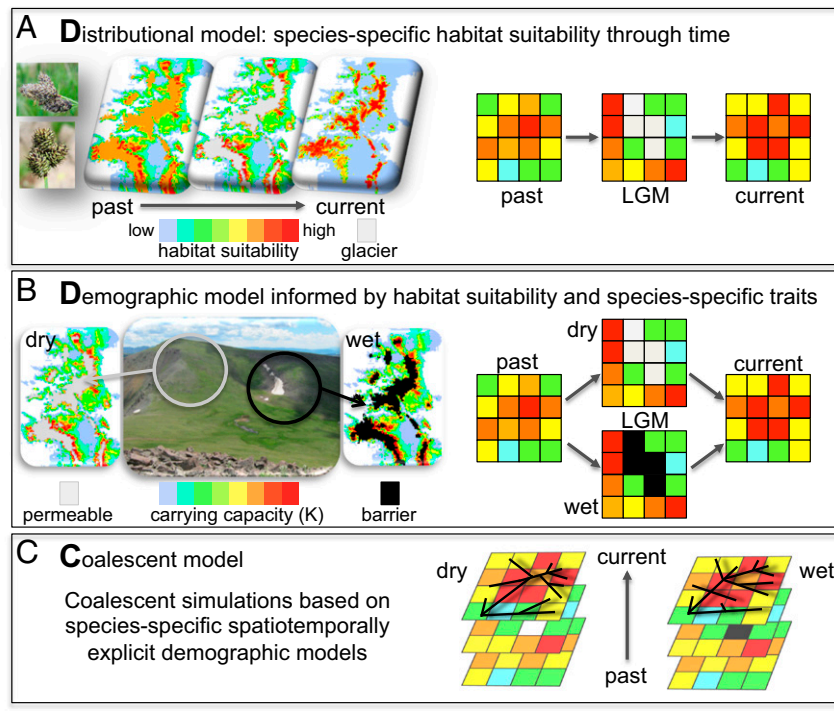 A Distributional model: species-specific habitat suitability through time
past
current
low
high
habitat suitability
glacier
past
LGM
current
B Demographic model informed by habitat suitability and species-specific traits
dry
wet
permeable
carrying capacity (K)
barrier
past
dry
LGM
wet
current
C Coalescent model
Coalescent simulations based on
species-specific spatiotemporally
explicit demographic models
dry
current
past
wet